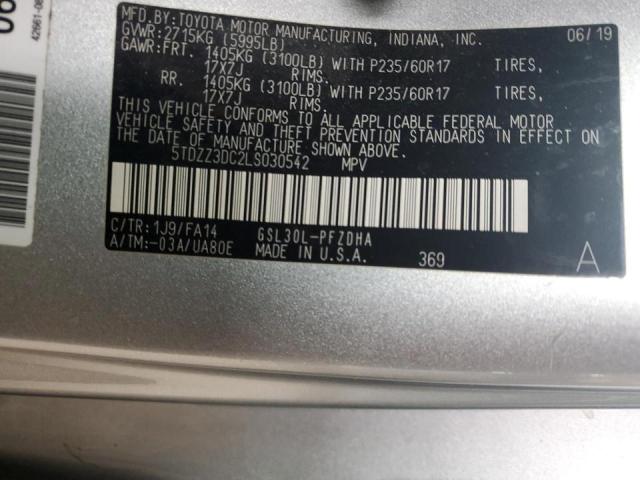 MFD. BY: TOYOTA MOTOR MANUFACTURING, INDIANA, INC. 06/19
GVWR: 2715KG (5995LB)
GAWR: FRT. 1405KG (3100LB) WITH P235/60R17 TIRES,
17X7J RIMS.
RR. 1405KG (3100LB) WITH P235/60R17 TIRES,
17X7J RIMS.
THIS VEHICLE CONFORMS TO ALL APPLICABLE FEDERAL MOTOR
VEHICLE SAFETY AND THEFT PREVENTION STANDARDS IN EFFECT ON
THE DATE OF MANUFACTURE SHOWN ABOVE.
5TDZZ3DC2LS030542 MPV
C/TR: 1J9/FA14 GSL30L-PFZDHA
A/TM:-03A/UA80E MADE IN U.S.A. 369 A